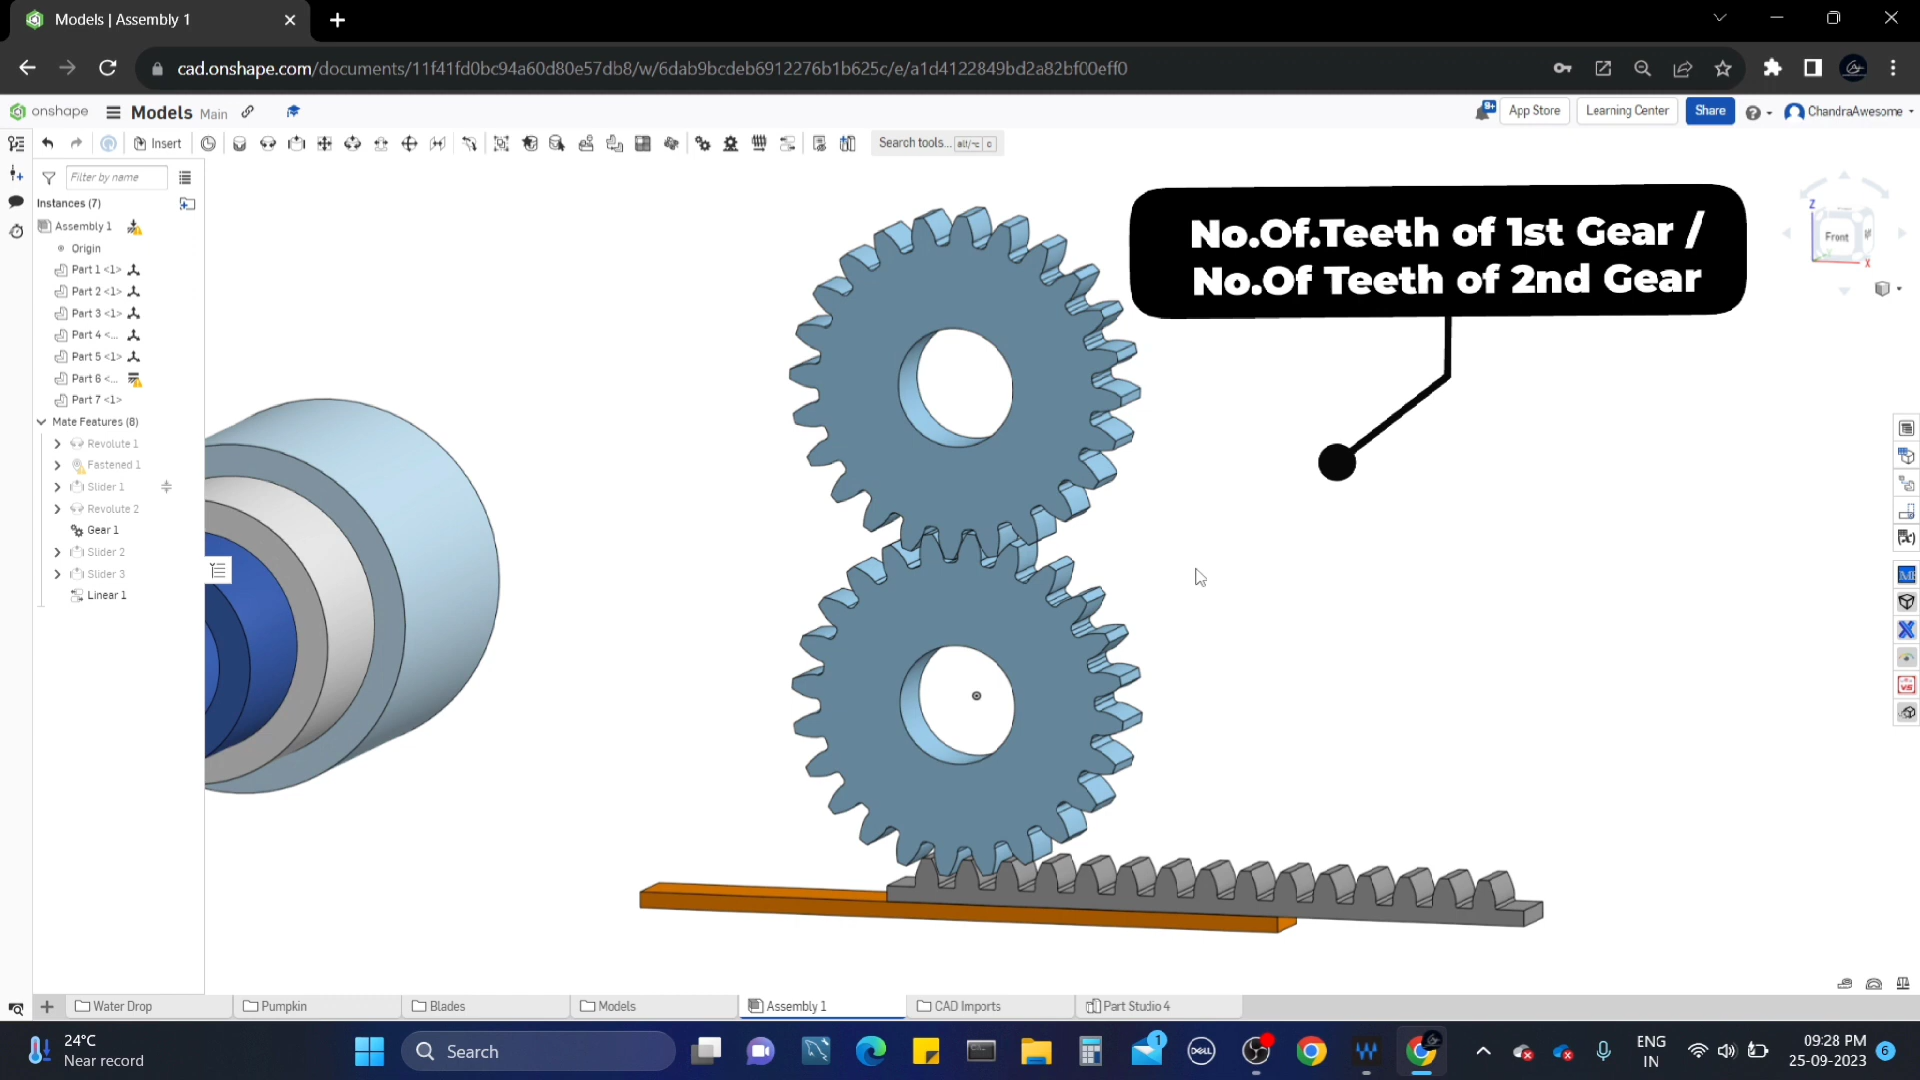 Models | Assembly 1
cad.onshape.com/documents/11f41fd0bc94a60d80e57db8/w/6dab9bcdeb6912276b1b625c/e/a1d4122849bd2a82bf00eff0
onshape
Models Main
9+
App Store
Learning Center
Share
ChandraAwesome
Insert
Search tools... alt/⌥ c
Filter by name
Instances (7)
Assembly 1
Origin
Part 1 <1>
Part 2 <1>
Part 3 <1>
Part 4 <...
Part 5 <1>
Part 6 <...
Part 7 <1>
Mate Features (8)
Revolute 1
Fastened 1
Slider 1
Revolute 2
Gear 1
Slider 2
Slider 3
Linear 1
No.Of.Teeth of 1st Gear /
No.Of Teeth of 2nd Gear
Z
Front
X
Water Drop
Pumpkin
Blades
Models
Assembly 1
CAD Imports
Part Studio 4
24°C
Near record
Search
1
DELL
ENG
IN
09:28 PM
25-09-2023
6